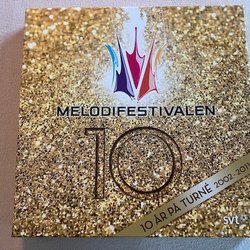 MELODIFESTIVALEN
10
10 ÅR PÅ TURNÉ 2002-201
svt